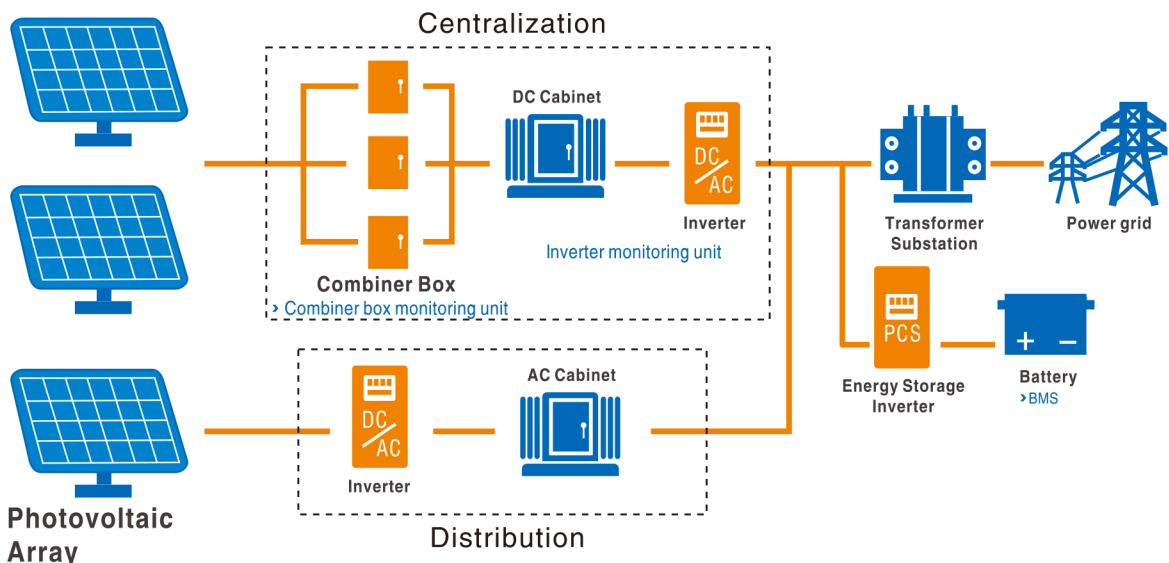 Centralization
DC Cabinet
DC
AC
Inverter
Inverter monitoring unit
Combiner Box
› Combiner box monitoring unit
Transformer
Substation
Power grid
PCS
Energy Storage
Inverter
+ −
Battery
› BMS
AC Cabinet
DC
AC
Inverter
Distribution
Photovoltaic
Array